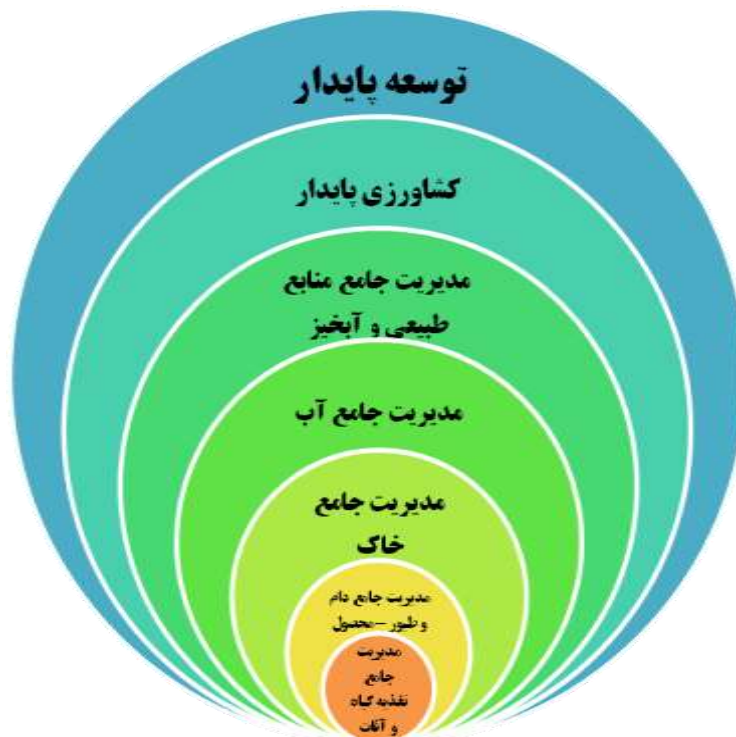 توسعه پایدار
کشاورزی پایدار
مدیریت جامع منابع
طبیعی و آبخیز
مدیریت جامع آب
مدیریت جامع
خاک
مدیریت جامع دام
و طیور – محصول
مدیریت
جامع
تغذیه گیاه
و آفات